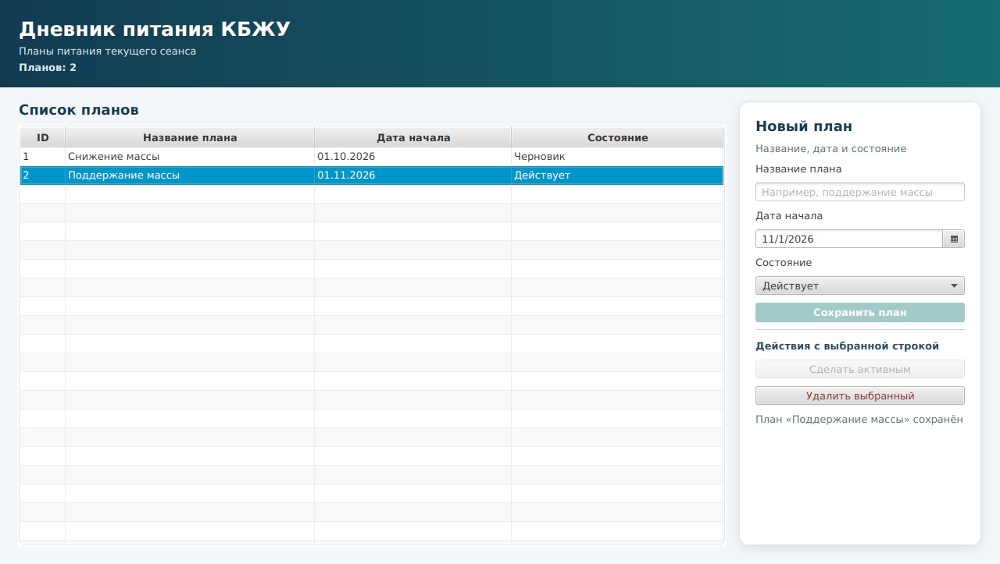 Дневник питания КБЖУ
Планы питания текущего сеанса
Планов: 2
Список планов
ID Название плана Дата начала Состояние
1 Снижение массы 01.10.2026 Черновик
2 Поддержание массы 01.11.2026 Действует
Новый план
Название, дата и состояние
Название плана
Например, поддержание массы
Дата начала
11/1/2026
Состояние
Действует
Сохранить план
Действия с выбранной строкой
Сделать активным
Удалить выбранный
План «Поддержание массы» сохранён